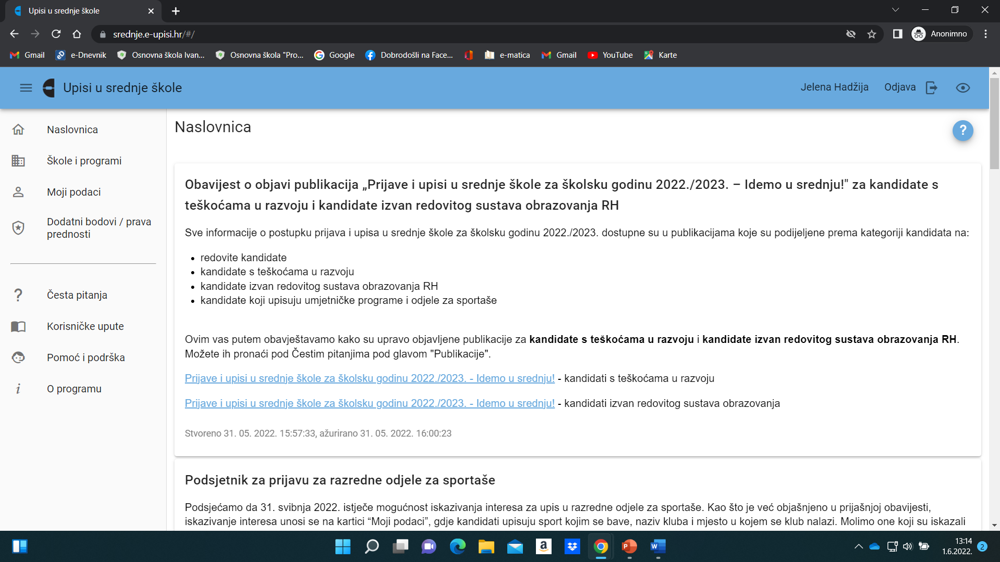 Upisi u srednje škole
srednje.e-upisi.hr/#/
Anonimno
Gmail
e-Dnevnik
Osnovna škola Ivan...
Osnovna škola "Pro...
Google
Dobrodošli na Face...
e-matica
Gmail
YouTube
Karte
Upisi u srednje škole
Jelena Hadžija
Odjava
Naslovnica
Škole i programi
Moji podaci
Dodatni bodovi / prava
prednosti
Česta pitanja
Korisničke upute
Pomoć i podrška
O programu
Naslovnica
?
Obavijest o objavi publikacija „Prijave i upisi u srednje škole za školsku godinu 2022./2023. – Idemo u srednju!" za kandidate s
teškoćama u razvoju i kandidate izvan redovitog sustava obrazovanja RH
Sve informacije o postupku prijava i upisa u srednje škole za školsku godinu 2022./2023. dostupne su u publikacijama koje su podijeljene prema kategoriji kandidata na:
• redovite kandidate
• kandidate s teškoćama u razvoju
• kandidate izvan redovitog sustava obrazovanja RH
• kandidate koji upisuju umjetničke programe i odjele za sportaše
Ovim vas putem obavještavamo kako su upravo objavljene publikacije za kandidate s teškoćama u razvoju i kandidate izvan redovitog sustava obrazovanja RH.
Možete ih pronaći pod Čestim pitanjima pod glavom "Publikacije".
Prijave i upisi u srednje škole za školsku godinu 2022./2023. - Idemo u srednju! - kandidati s teškoćama u razvoju
Prijave i upisi u srednje škole za školsku godinu 2022./2023. - Idemo u srednju! - kandidati izvan redovitog sustava obrazovanja
Stvoreno 31. 05. 2022. 15:57:33, ažurirano 31. 05. 2022. 16:00:23
Podsjetnik za prijavu za razredne odjele za sportaše
Podsjećamo da 31. svibnja 2022. istječe mogućnost iskazivanja interesa za upis u razredne odjele za sportaše. Kao što je već objašnjeno u prijašnjoj obavijesti,
iskazivanje interesa unosi se na kartici “Moji podaci”, gdje kandidati upisuju sport kojim se bave, naziv kluba i mjesto u kojem se klub nalazi. Molimo one koji su iskazali
13:14
1.6.2022.
2